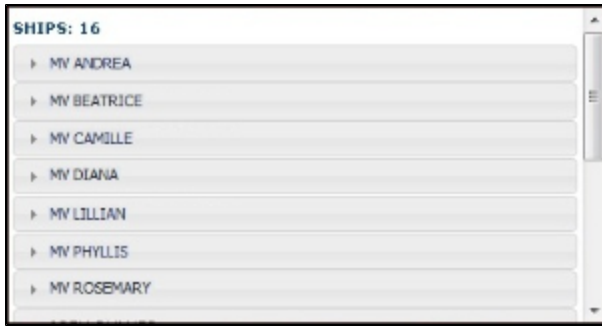 SHIPS: 16
MV ANDREA
MV BEATRICE
MV CAMILLE
MV DIANA
MV LILLIAN
MV PHYLLIS
MV ROSEMARY